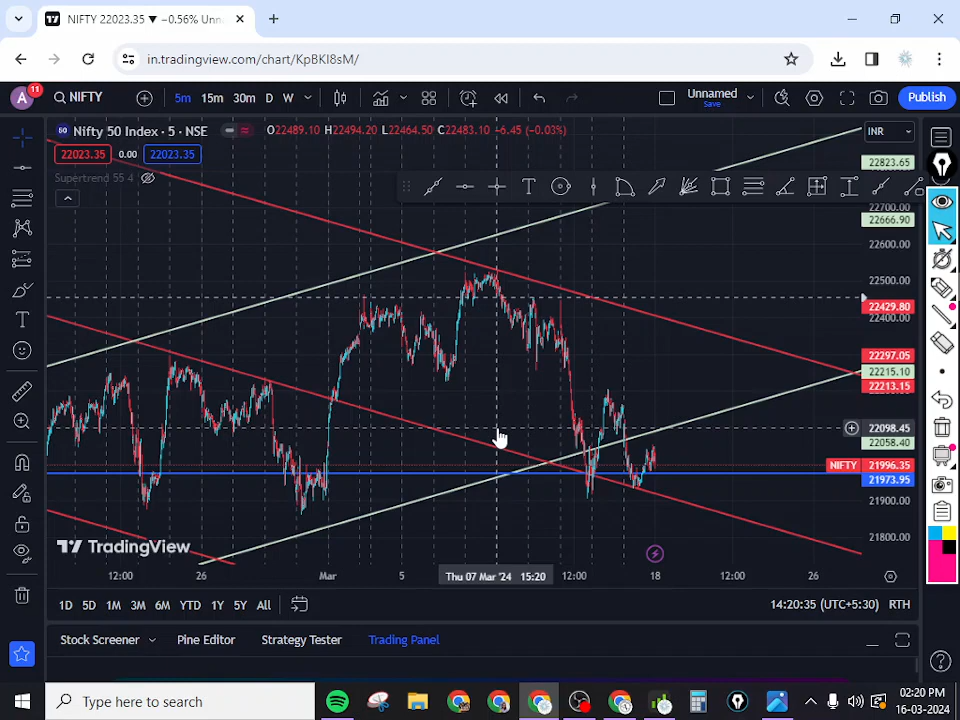 NIFTY 22023.35 ▼ −0.56% Unn
in.tradingview.com/chart/KpBKI8sM/
A 11 NIFTY 5m 15m 30m D W Unnamed Save Publish
50 Nifty 50 Index · 5 · NSE O22489.10 H22494.20 L22464.50 C22483.10 −6.45 (−0.03%) INR
22023.35 0.00 22023.35
22823.65
Supertrend 55 4
22700.00
22666.90
22600.00
22500.00
22429.80
22400.00
22297.05
22215.10
22213.15
22098.45
22058.40
NIFTY 21996.35
21973.95
21900.00
21800.00
TradingView
12:00 26 Mar 5 Thu 07 Mar '24 15:20 12:00 18 12:00 26
1D 5D 1M 3M 6M YTD 1Y 5Y All 14:20:35 (UTC+5:30) RTH
Stock Screener Pine Editor Strategy Tester Trading Panel
Type here to search
02:20 PM
16-03-2024